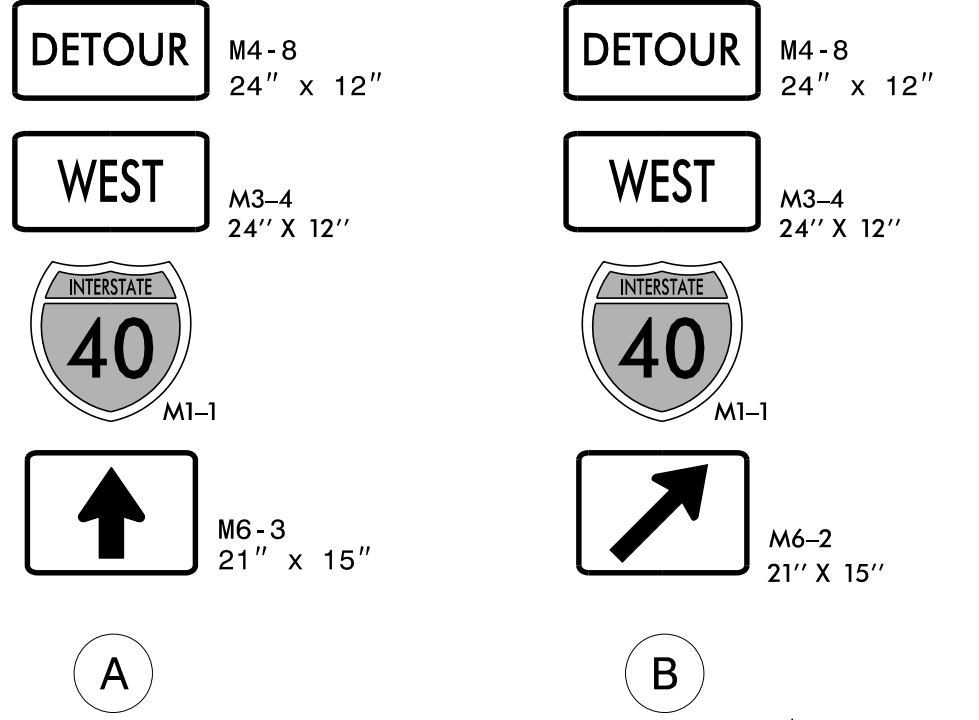 DETOUR
M4-8
24" x 12"
WEST
M3–4
24'' X 12''
INTERSTATE
40
M1–1
M6-3
21" x 15"
A
DETOUR
M4-8
24" x 12"
WEST
M3–4
24'' X 12''
INTERSTATE
40
M1–1
M6–2
21'' X 15''
B